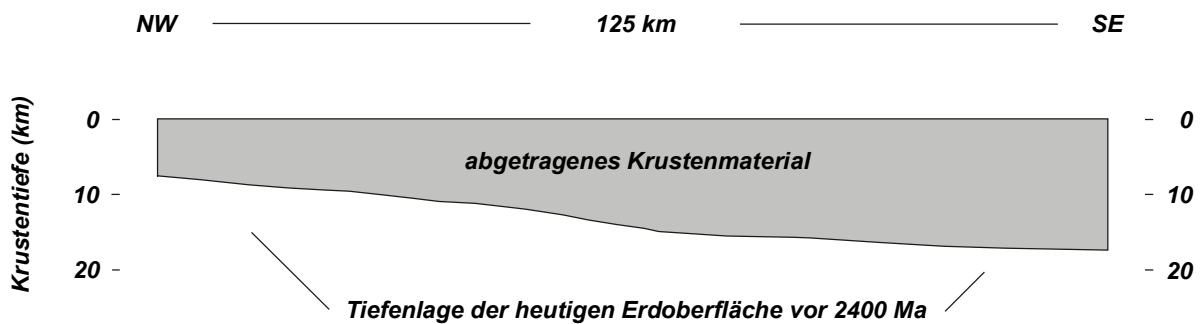 NW
125 km
SE
Krustentiefe (km)
0
0
abgetragenes Krustenmaterial
10
10
20
20
Tiefenlage der heutigen Erdoberfläche vor 2400 Ma